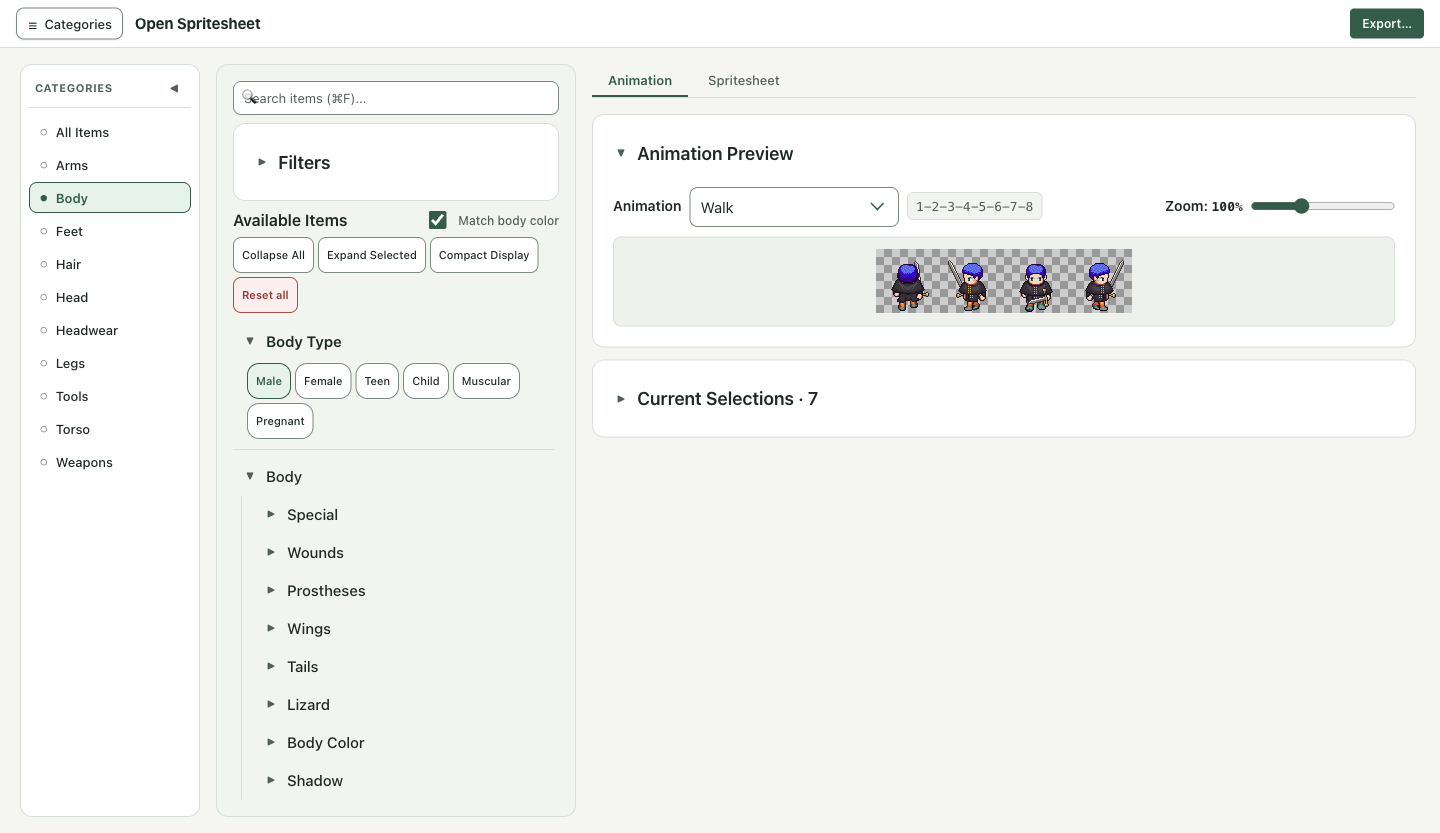 ≡ Categories
Open Spritesheet
Export...
CATEGORIES
All Items
Arms
Body
Feet
Hair
Head
Headwear
Legs
Tools
Torso
Weapons
Search items (⌘F)...
Filters
Available Items
Match body color
Collapse All
Expand Selected
Compact Display
Reset all
Body Type
Male
Female
Teen
Child
Muscular
Pregnant
Body
Special
Wounds
Prostheses
Wings
Tails
Lizard
Body Color
Shadow
Animation
Spritesheet
Animation Preview
Animation
Walk
1-2-3-4-5-6-7-8
Zoom: 100%
Current Selections · 7